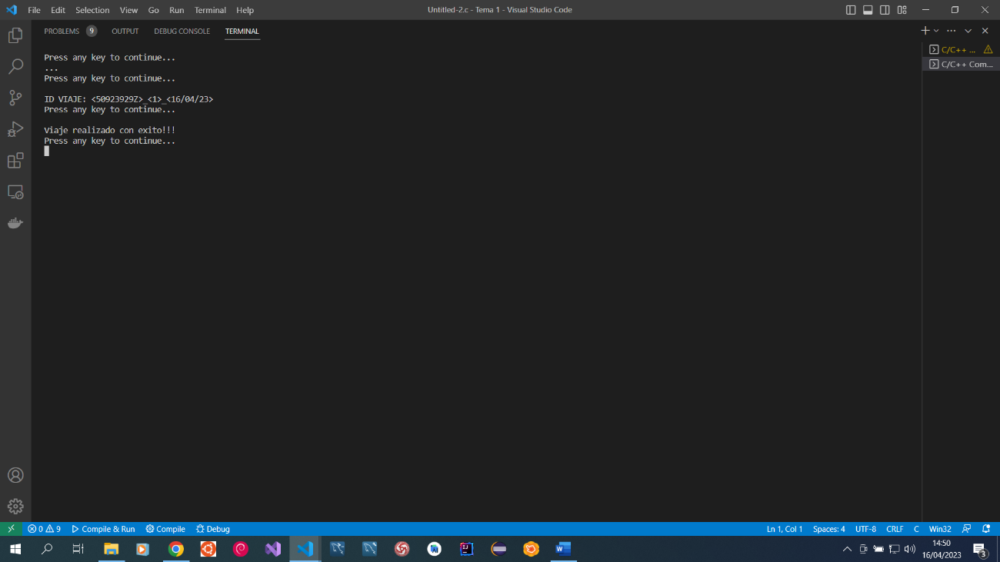 File Edit Selection View Go Run Terminal Help
Untitled-2.c - Tema 1 - Visual Studio Code
PROBLEMS 9 OUTPUT DEBUG CONSOLE TERMINAL
Press any key to continue...
...
Press any key to continue...
ID VIAJE: <50923929Z>_<1>_<16/04/23>
Press any key to continue...
Viaje realizado con exito!!!
Press any key to continue...
C/C++ ...
C/C++ Com...
0 9 Compile & Run Compile Debug
Ln 1, Col 1 Spaces: 4 UTF-8 CRLF C Win32
14:50
16/04/2023
3